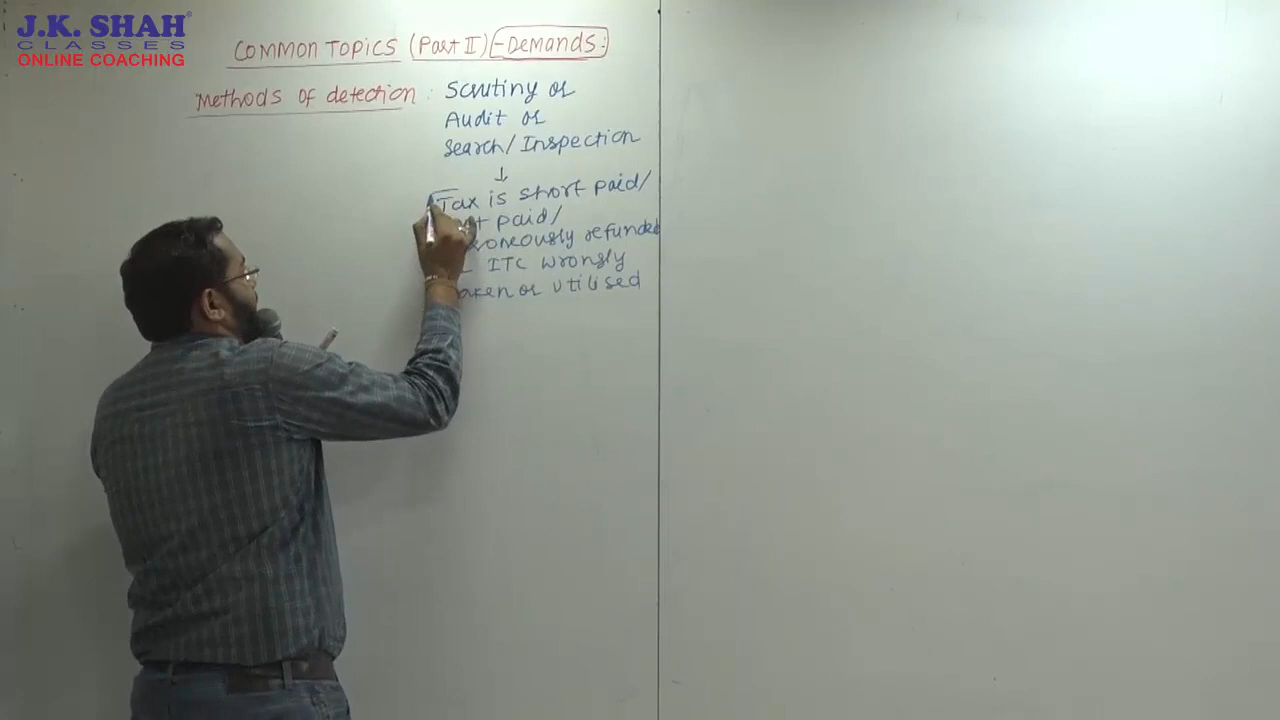 J.K. SHAH®
CLASSES
ONLINE COACHING
COMMON TOPICS (Part II) - Demands:
Methods of detection : Scrutiny or
Audit or
Search/Inspection
↓
Tax is short paid/
paid/
refunded
ITC wrongly
or utilised